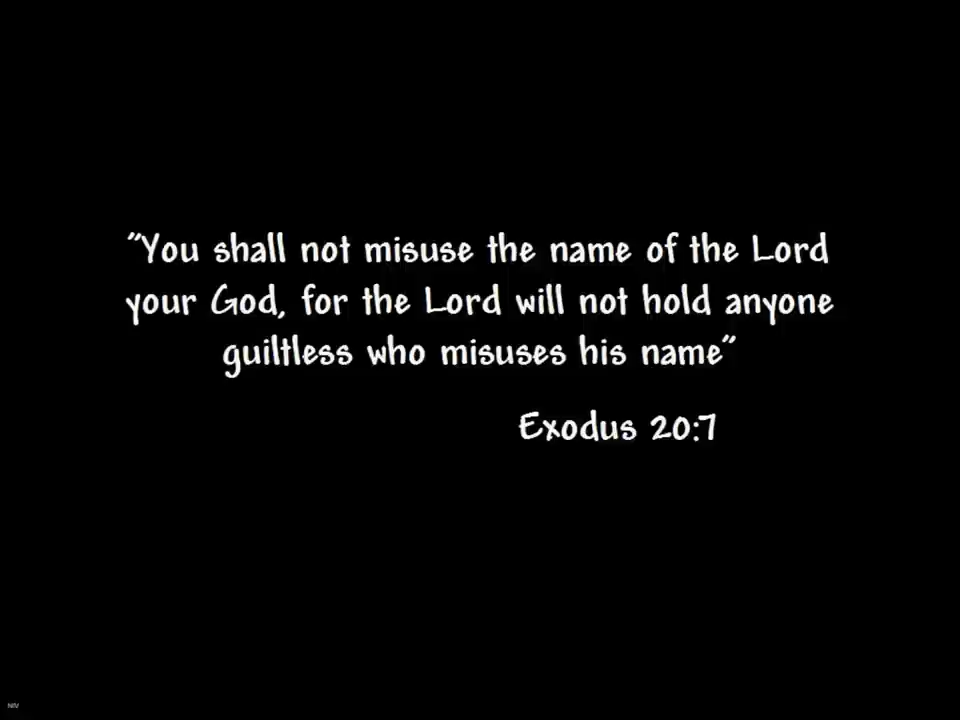 "You shall not misuse the name of the Lord
your God, for the Lord will not hold anyone
guiltless who misuses his name"
Exodus 20:7
NIV